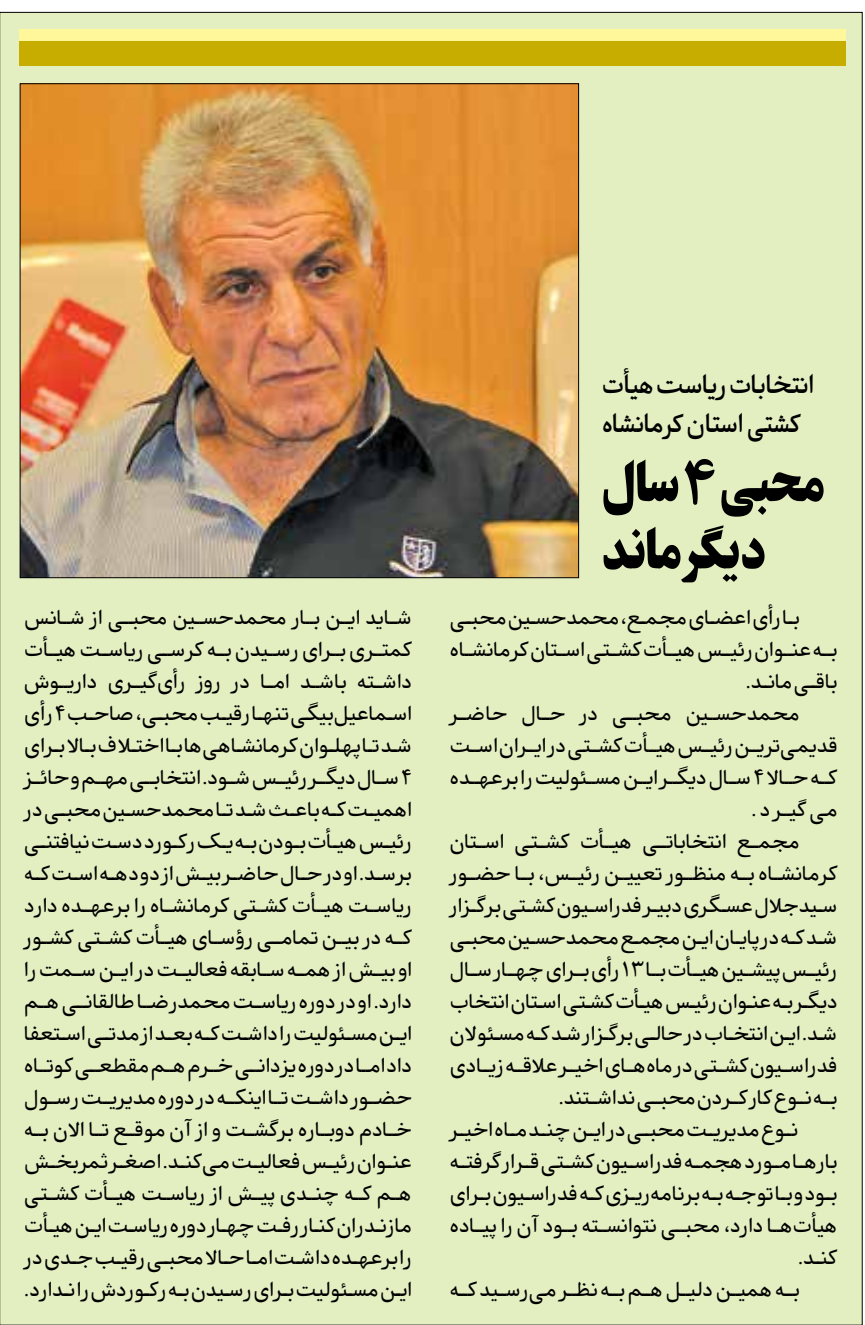 انتخابات ریاست هیأت
کشتی استان کرمانشاه
محبی ۴ سال
دیگر ماند
با رأی اعضای مجمع، محمدحسین محبی
به عنوان رئیس هیأت کشتی استان کرمانشاه
باقی ماند.
محمدحسین محبی در حال حاضر
قدیمی‌ترین رئیس هیأت کشتی در ایران است
که حالا ۴ سال دیگر این مسئولیت را برعهده
می گیرد.
مجمع انتخاباتی هیأت کشتی استان
کرمانشاه به منظور تعیین رئیس، با حضور
سیدجلال عسگری دبیر فدراسیون کشتی برگزار
شد که در پایان این مجمع محمدحسین محبی
رئیس پیشین هیأت با ۱۳ رأی برای چهار سال
دیگر به عنوان رئیس هیأت کشتی استان انتخاب
شد. این انتخاب در حالی برگزار شد که مسئولان
فدراسیون کشتی در ماه‌های اخیر علاقه زیادی
به نوع کار کردن محبی نداشتند.
نوع مدیریت محبی در این چند ماه اخیر
بارها مورد هجمه فدراسیون کشتی قرار گرفته
بود و با توجه به برنامه‌ریزی که فدراسیون برای
هیأت‌ها دارد، محبی نتوانسته بود آن را پیاده
کند.
به همین دلیل هم به نظر می‌رسید که
شاید این بار محمدحسین محبی از شانس
کمتری برای رسیدن به کرسی ریاست هیأت
داشته باشد اما در روز رأی‌گیری داریوش
اسماعیل‌بیگی تنها رقیب محبی، صاحب ۴ رأی
شد تا پهلوان کرمانشاهی‌ها با اختلاف بالا برای
۴ سال دیگر رئیس شود. انتخابی مهم و حائز
اهمیت که باعث شد تا محمدحسین محبی در
رئیس هیأت بودن به یک رکورد دست نیافتنی
برسد. او در حال حاضر بیش از دو دهه است که
ریاست هیأت کشتی کرمانشاه را برعهده دارد
که در بین تمامی رؤسای هیأت کشتی کشور
او بیش از همه سابقه فعالیت در این سمت را
دارد. او در دوره ریاست محمدرضا طالقانی هم
این مسئولیت را داشت که بعد از مدتی استعفا
داد اما در دوره یزدانی خرم هم مقطعی کوتاه
حضور داشت تا اینکه در دوره مدیریت رسول
خادم دوباره برگشت و از آن موقع تا الان به
عنوان رئیس فعالیت می‌کند. اصغر ثمربخش
هم که چندی پیش از ریاست هیأت کشتی
مازندران کنار رفت چهار دوره ریاست این هیأت
را برعهده داشت اما حالا محبی رقیب جدی در
این مسئولیت برای رسیدن به رکوردش را ندارد.